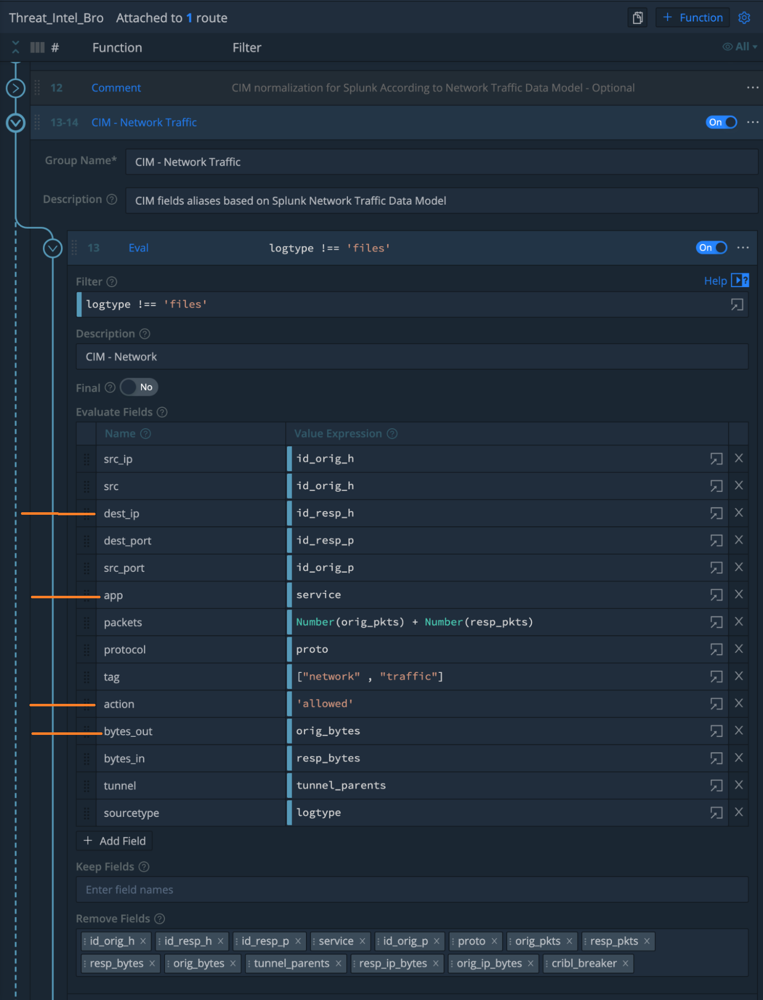 Threat_Intel_Bro Attached to 1 route + Function
# Function Filter All
12 Comment CIM normalization for Splunk According to Network Traffic Data Model - Optional ...
13-14 CIM - Network Traffic On ...
Group Name* CIM - Network Traffic
Description ? CIM fields aliases based on Splunk Network Traffic Data Model
13 Eval logtype !== 'files' On ...
Filter ? Help ?
logtype !== 'files'
Description ?
CIM - Network
Final ? No
Evaluate Fields ?
Name ? Value Expression ?
src_ip id_orig_h X
src id_orig_h X
dest_ip id_resp_h X
dest_port id_resp_p X
src_port id_orig_p X
app service X
packets Number(orig_pkts) + Number(resp_pkts) X
protocol proto X
tag ["network" , "traffic"] X
action 'allowed' X
bytes_out orig_bytes X
bytes_in resp_bytes X
tunnel tunnel_parents X
sourcetype logtype X
+ Add Field
Keep Fields ?
Enter field names
Remove Fields ?
id_orig_h × id_resp_h × id_resp_p × service × id_orig_p × proto × orig_pkts × resp_pkts ×
resp_bytes × orig_bytes × tunnel_parents × resp_ip_bytes × orig_ip_bytes × cribl_breaker ×